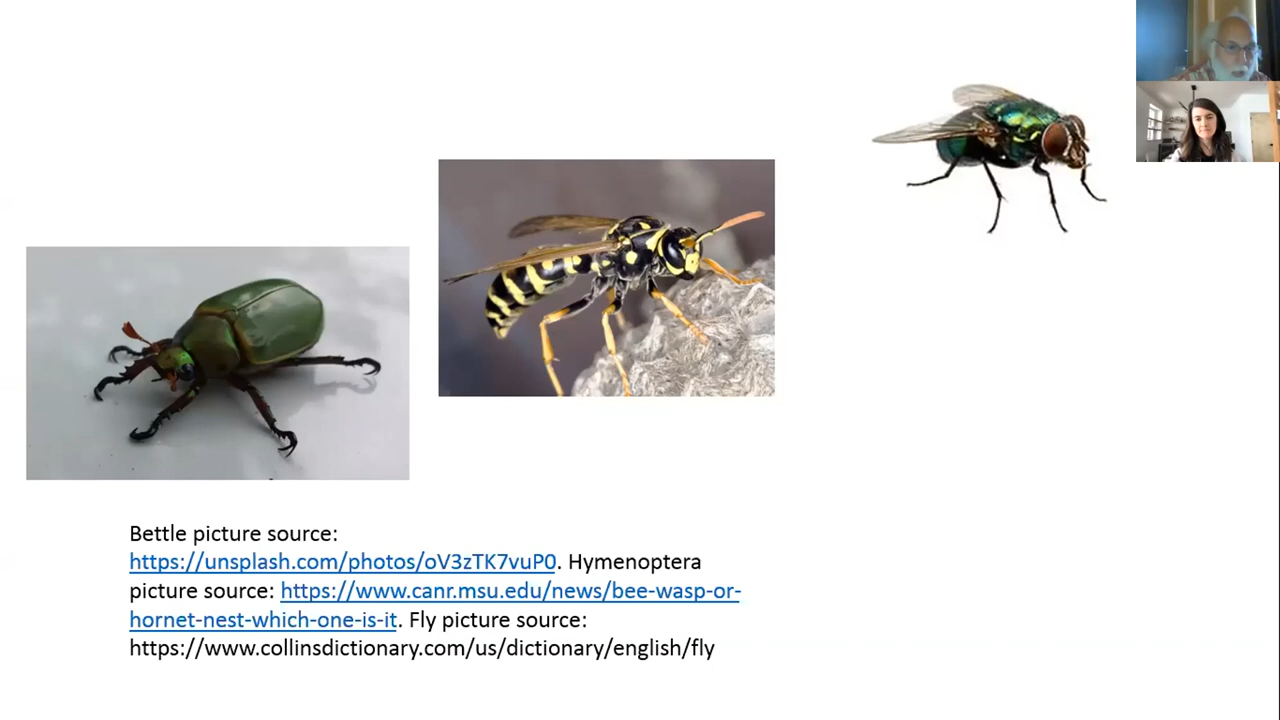 Bettle picture source:
https://unsplash.com/photos/oV3zTK7vuP0. Hymenoptera
picture source: https://www.canr.msu.edu/news/bee-wasp-or-
hornet-nest-which-one-is-it. Fly picture source:
https://www.collinsdictionary.com/us/dictionary/english/fly